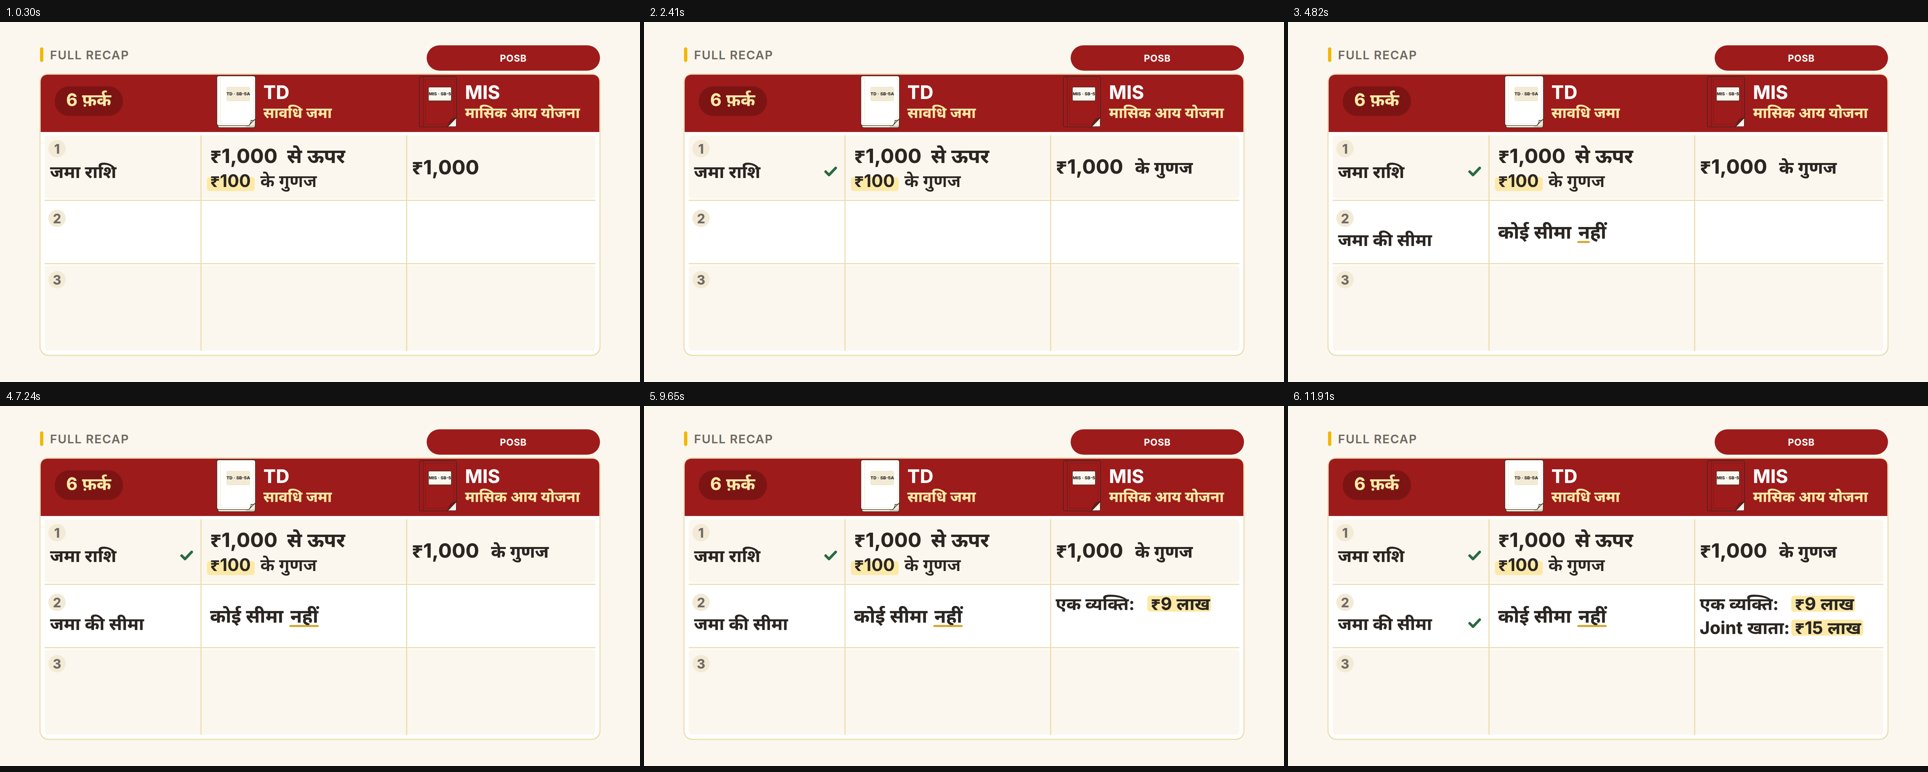 1. 0.30s
FULL RECAP
POSB
6 फ़र्क
TD
सावधि जमा
MIS
मासिक आय योजना
1
जमा राशि
₹1,000 से ऊपर
₹100 के गुणज
₹1,000
2
3
2. 2.41s
FULL RECAP
POSB
6 फ़र्क
TD
सावधि जमा
MIS
मासिक आय योजना
1
जमा राशि
₹1,000 से ऊपर
₹100 के गुणज
₹1,000 के गुणज
2
3
3. 4.82s
FULL RECAP
POSB
6 फ़र्क
TD
सावधि जमा
MIS
मासिक आय योजना
1
जमा राशि
₹1,000 से ऊपर
₹100 के गुणज
₹1,000 के गुणज
2
जमा की सीमा
कोई सीमा नहीं
3
4. 7.24s
FULL RECAP
POSB
6 फ़र्क
TD
सावधि जमा
MIS
मासिक आय योजना
1
जमा राशि
₹1,000 से ऊपर
₹100 के गुणज
₹1,000 के गुणज
2
जमा की सीमा
कोई सीमा नहीं
3
5. 9.65s
FULL RECAP
POSB
6 फ़र्क
TD
सावधि जमा
MIS
मासिक आय योजना
1
जमा राशि
₹1,000 से ऊपर
₹100 के गुणज
₹1,000 के गुणज
2
जमा की सीमा
कोई सीमा नहीं
एक व्यक्ति: ₹9 लाख
3
6. 11.91s
FULL RECAP
POSB
6 फ़र्क
TD
सावधि जमा
MIS
मासिक आय योजना
1
जमा राशि
₹1,000 से ऊपर
₹100 के गुणज
₹1,000 के गुणज
2
जमा की सीमा
कोई सीमा नहीं
एक व्यक्ति: ₹9 लाख
Joint खाता: ₹15 लाख
3